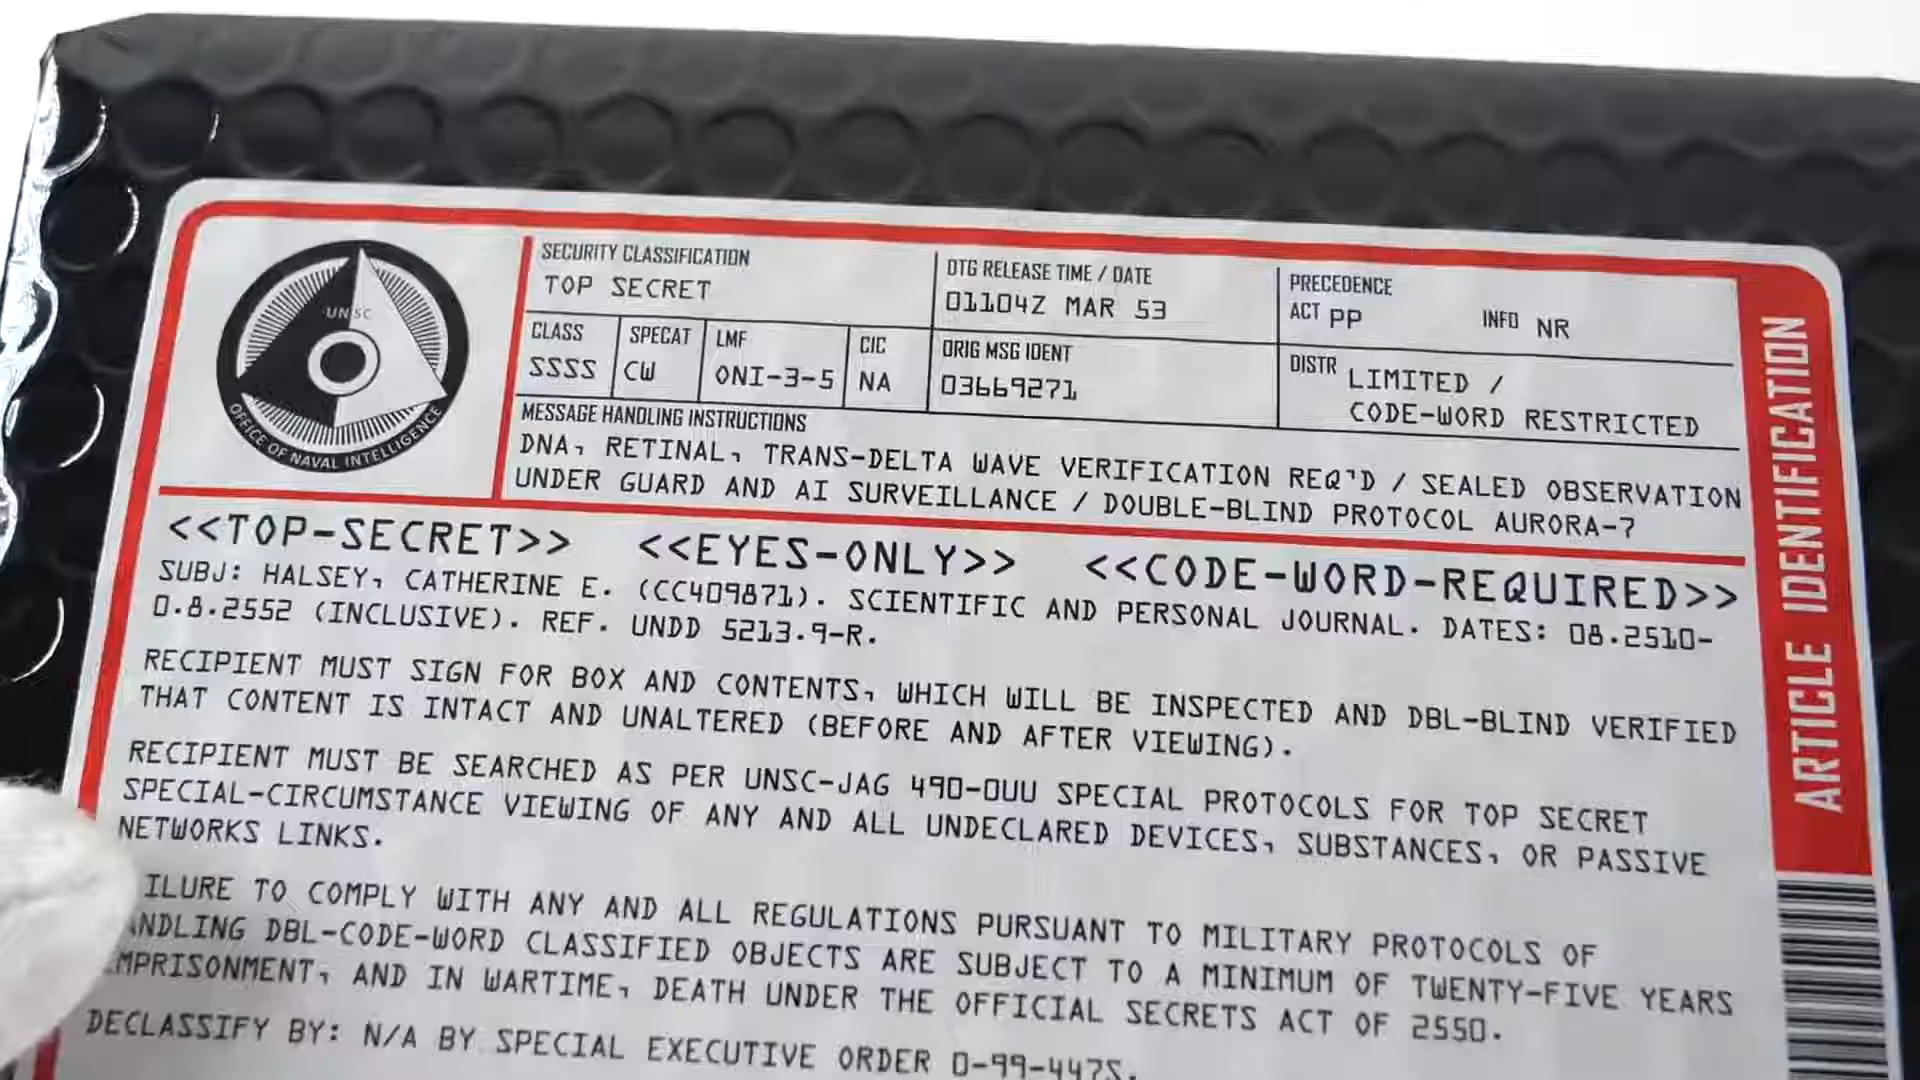 UNSC
OFFICE OF NAVAL INTELLIGENCE
SECURITY CLASSIFICATION
TOP SECRET
DTG RELEASE TIME / DATE
01104Z MAR 53
PRECEDENCE
ACT PP INFO NR
CLASS
SSSS
SPECAT
CW
LMF
ONI-3-5
CIC
NA
ORIG MSG IDENT
03669271
DISTR LIMITED /
CODE-WORD RESTRICTED
MESSAGE HANDLING INSTRUCTIONS
DNA, RETINAL, TRANS-DELTA WAVE VERIFICATION REQ'D / SEALED OBSERVATION
UNDER GUARD AND AI SURVEILLANCE / DOUBLE-BLIND PROTOCOL AURORA-7
<<TOP-SECRET>> <<EYES-ONLY>> <<CODE-WORD-REQUIRED>>
SUBJ: HALSEY, CATHERINE E. (CC409871). SCIENTIFIC AND PERSONAL JOURNAL. DATES: 08.2510-
0.8.2552 (INCLUSIVE). REF. UNDD 5213.9-R.
RECIPIENT MUST SIGN FOR BOX AND CONTENTS, WHICH WILL BE INSPECTED AND DBL-BLIND VERIFIED
THAT CONTENT IS INTACT AND UNALTERED (BEFORE AND AFTER VIEWING).
RECIPIENT MUST BE SEARCHED AS PER UNSC-JAG 490-OUU SPECIAL PROTOCOLS FOR TOP SECRET
SPECIAL-CIRCUMSTANCE VIEWING OF ANY AND ALL UNDECLARED DEVICES, SUBSTANCES, OR PASSIVE
NETWORKS LINKS.
ILURE TO COMPLY WITH ANY AND ALL REGULATIONS PURSUANT TO MILITARY PROTOCOLS OF
ANDLING DBL-CODE-WORD CLASSIFIED OBJECTS ARE SUBJECT TO A MINIMUM OF TWENTY-FIVE YEARS
MPRISONMENT, AND IN WARTIME, DEATH UNDER THE OFFICIAL SECRETS ACT OF 2550.
DECLASSIFY BY: N/A BY SPECIAL EXECUTIVE ORDER 0-99-447S.
ARTICLE IDENTIFICATION